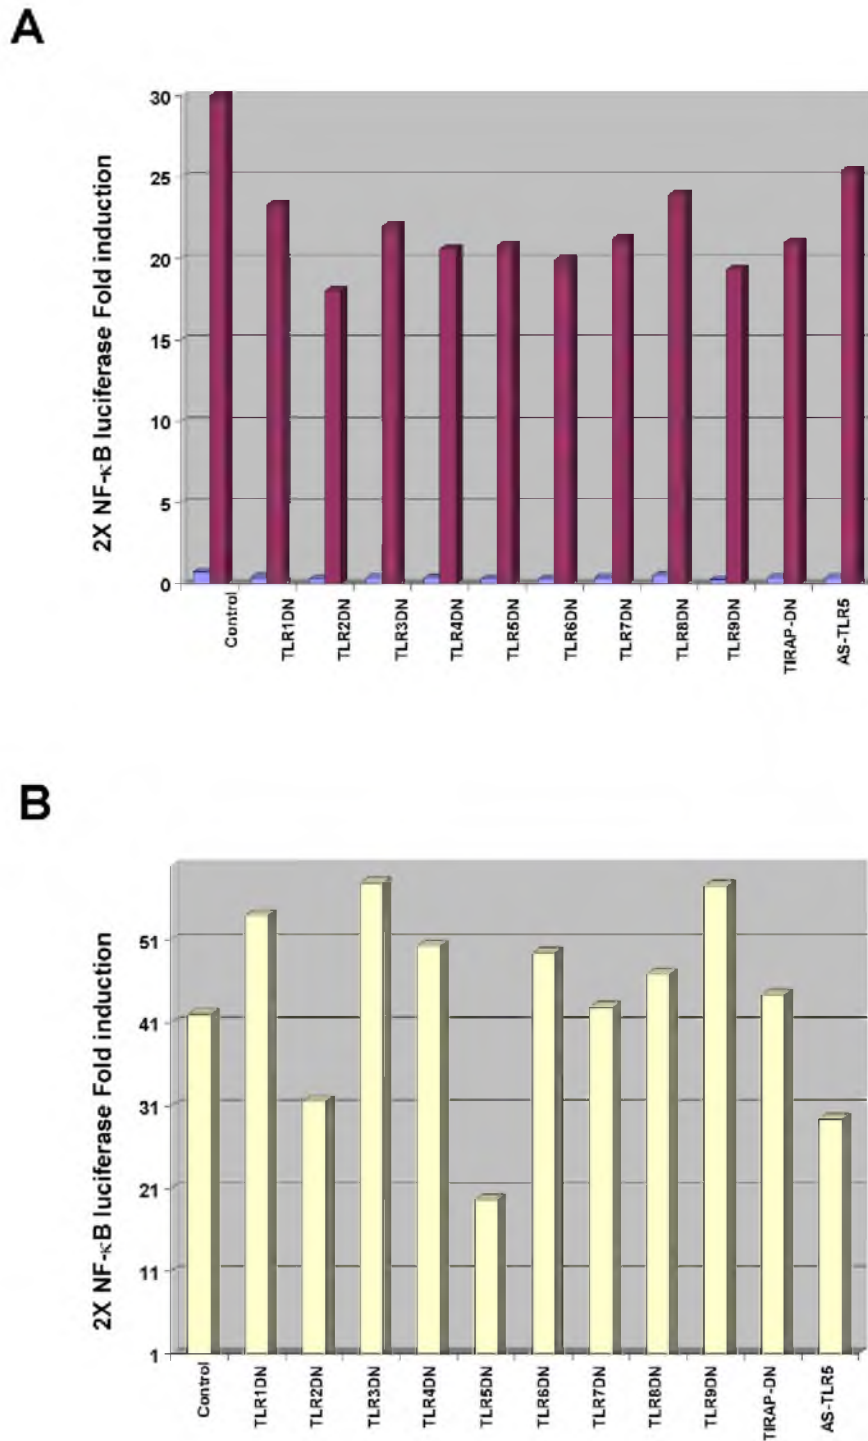 A
2X NF-κB luciferase Fold induction
30
25
20
15
10
5
0
Control
TLR1DN
TLR2DN
TLR3DN
TLR4DN
TLR5DN
TLR6DN
TLR7DN
TLR8DN
TLR9DN
TIRAP-DN
AS-TLR5
B
2X NF-κB luciferase Fold induction
51
41
31
21
11
1
Control
TLR1DN
TLR2DN
TLR3DN
TLR4DN
TLR5DN
TLR6DN
TLR7DN
TLR8DN
TLR9DN
TIRAP-DN
AS-TLR5